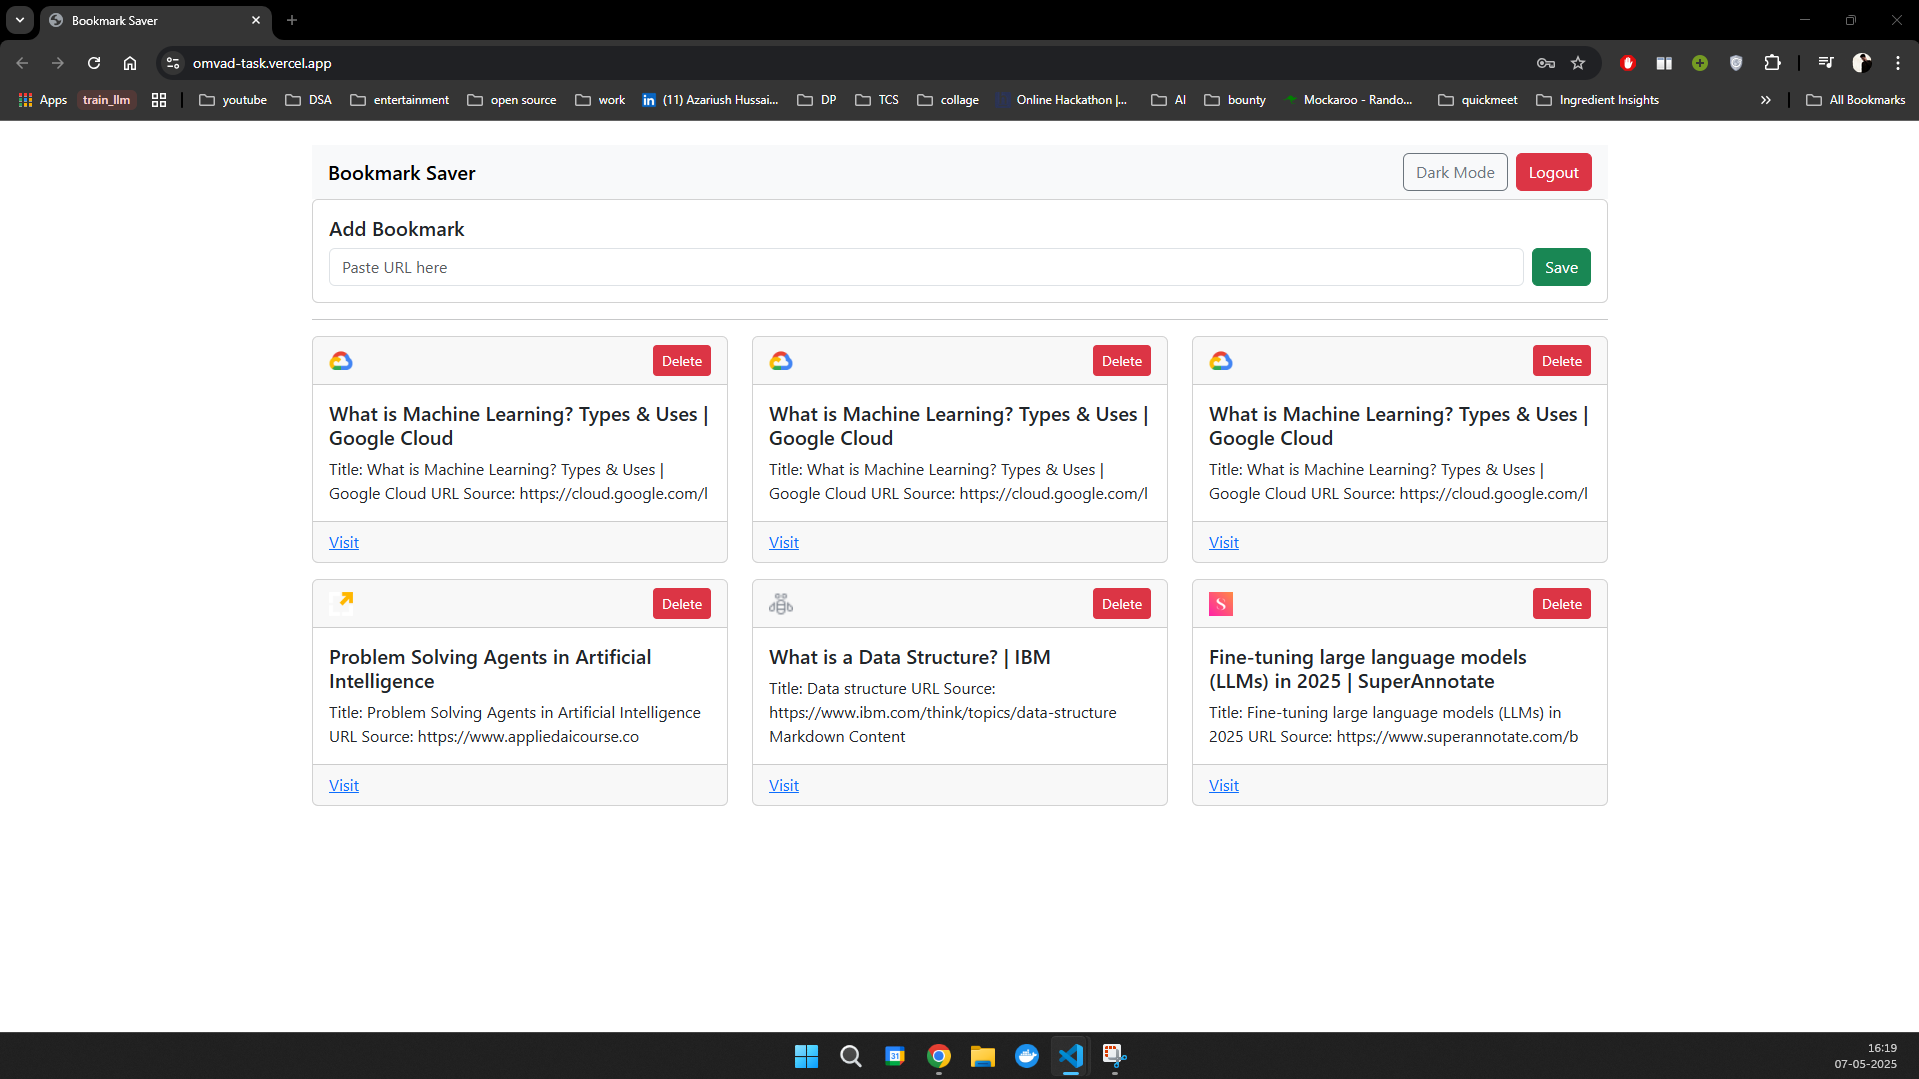 Bookmark Saver
omvad-task.vercel.app
Apps
train_llm
youtube
DSA
entertainment
open source
work
in
(11) Azariush Hussai...
DP
TCS
collage
Online Hackathon |...
AI
bounty
Mockaroo - Rando...
quickmeet
Ingredient Insights
All Bookmarks
Bookmark Saver
Dark Mode
Logout
Add Bookmark
Paste URL here
Save
Delete
What is Machine Learning? Types & Uses |
Google Cloud
Title: What is Machine Learning? Types & Uses |
Google Cloud URL Source: https://cloud.google.com/l
Visit
Delete
What is Machine Learning? Types & Uses |
Google Cloud
Title: What is Machine Learning? Types & Uses |
Google Cloud URL Source: https://cloud.google.com/l
Visit
Delete
What is Machine Learning? Types & Uses |
Google Cloud
Title: What is Machine Learning? Types & Uses |
Google Cloud URL Source: https://cloud.google.com/l
Visit
Delete
Problem Solving Agents in Artificial
Intelligence
Title: Problem Solving Agents in Artificial Intelligence
URL Source: https://www.appliedaicourse.co
Visit
Delete
What is a Data Structure? | IBM
Title: Data structure URL Source:
https://www.ibm.com/think/topics/data-structure
Markdown Content
Visit
S
Delete
Fine-tuning large language models
(LLMs) in 2025 | SuperAnnotate
Title: Fine-tuning large language models (LLMs) in
2025 URL Source: https://www.superannotate.com/b
Visit
31
16:19
07-05-2025